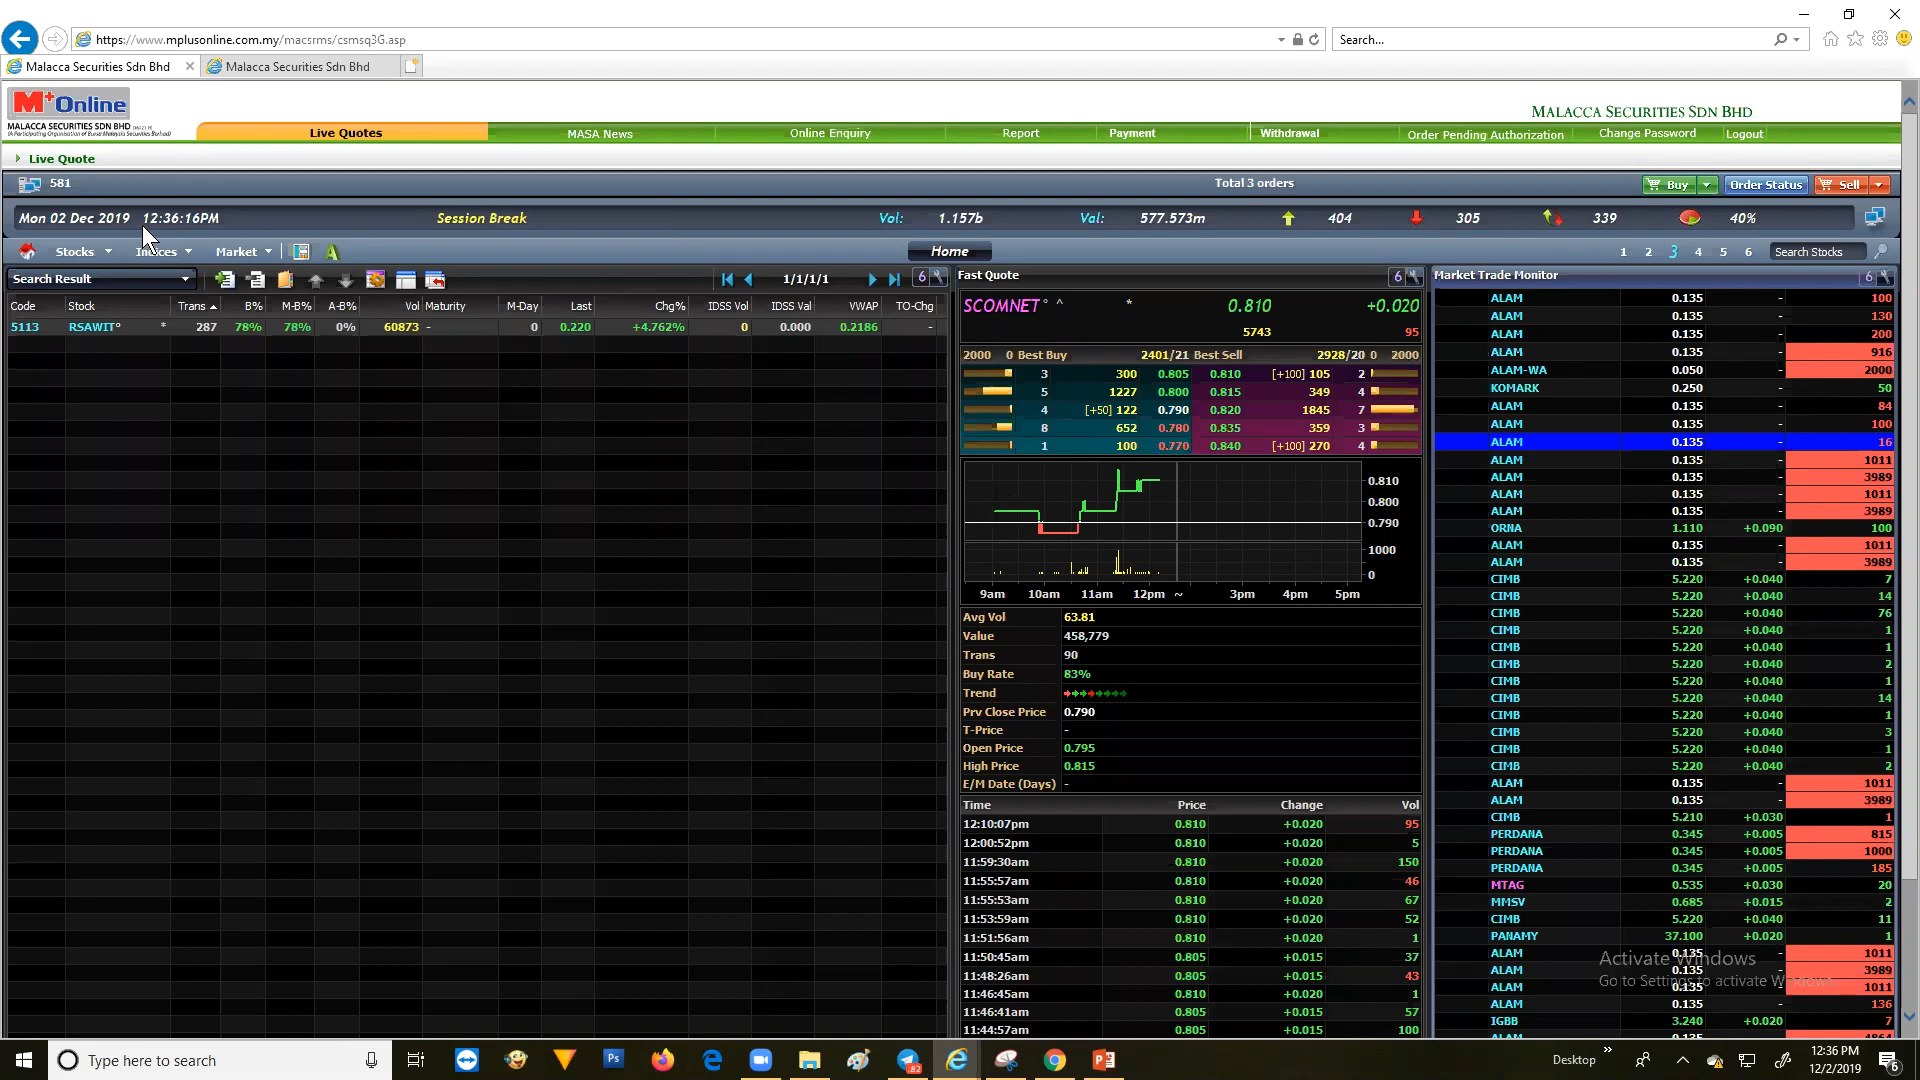 https://www.mplusonline.com.my/macsrms/csmsq3G.asp
Search...
Malacca Securities Sdn Bhd
Malacca Securities Sdn Bhd
M+Online
MALACCA SECURITIES SDN BHD
MALACCA SECURITIES SDN BHD
Live Quotes MASA News Online Enquiry Report Payment Withdrawal Order Pending Authorization Change Password Logout
Live Quote
581 Total 3 orders Buy Order Status Sell
Mon 02 Dec 2019 12:36:16PM Session Break Vol: 1.157b Val: 577.573m 404 305 339 40%
Stocks Indices Market A Home 1 2 3 4 5 6 Search Stocks
Search Result 1/1/1/1 6
Code Stock Trans B% M-B% A-B% Vol Maturity M-Day Last Chg% IDSS Vol IDSS Val VWAP TO-Chg
5113 RSAWIT° * 287 78% 78% 0% 60873 - 0 0.220 +4.762% 0 0.000 0.2186 -
Fast Quote 6
SCOMNET° ^ * 0.810 +0.020
5743 95
2000 0 Best Buy 2401/21 Best Sell 2928/20 0 2000
3 300 0.805 0.810 [+100] 105 2
5 1227 0.800 0.815 349 4
4 [+50] 122 0.790 0.820 1845 7
8 652 0.780 0.835 359 3
1 100 0.770 0.840 [+100] 270 4
0.810
0.800
0.790
1000
0
9am 10am 11am 12pm ~ 3pm 4pm 5pm
Avg Vol 63.81
Value 458,779
Trans 90
Buy Rate 83%
Trend
Prv Close Price 0.790
T-Price -
Open Price 0.795
High Price 0.815
E/M Date (Days) -
Time Price Change Vol
12:10:07pm 0.810 +0.020 95
12:00:52pm 0.810 +0.020 5
11:59:30am 0.810 +0.020 150
11:55:57am 0.810 +0.020 46
11:55:53am 0.810 +0.020 67
11:53:59am 0.810 +0.020 52
11:51:56am 0.810 +0.020 1
11:50:45am 0.805 +0.015 37
11:48:26am 0.805 +0.015 43
11:46:45am 0.810 +0.020 1
11:46:41am 0.805 +0.015 57
11:44:57am 0.805 +0.015 100
Market Trade Monitor 6
ALAM 0.135 - 100
ALAM 0.135 - 130
ALAM 0.135 - 200
ALAM 0.135 - 916
ALAM-WA 0.050 - 2000
KOMARK 0.250 - 50
ALAM 0.135 - 84
ALAM 0.135 - 100
ALAM 0.135 - 16
ALAM 0.135 - 1011
ALAM 0.135 - 3989
ALAM 0.135 - 1011
ALAM 0.135 - 3989
ORNA 1.110 +0.090 100
ALAM 0.135 - 1011
ALAM 0.135 - 3989
CIMB 5.220 +0.040 7
CIMB 5.220 +0.040 14
CIMB 5.220 +0.040 76
CIMB 5.220 +0.040 1
CIMB 5.220 +0.040 1
CIMB 5.220 +0.040 2
CIMB 5.220 +0.040 1
CIMB 5.220 +0.040 14
CIMB 5.220 +0.040 1
CIMB 5.220 +0.040 3
CIMB 5.220 +0.040 1
CIMB 5.220 +0.040 2
ALAM 0.135 - 1011
ALAM 0.135 - 3989
CIMB 5.210 +0.030 1
PERDANA 0.345 +0.005 815
PERDANA 0.345 +0.005 1000
PERDANA 0.345 +0.005 185
MTAG 0.535 +0.030 20
MMSV 0.685 +0.015 2
CIMB 5.220 +0.040 11
PANAMY 37.100 +0.020 1
ALAM 0.135 - 1011
ALAM 0.135 - 3989
ALAM 0.135 - 1011
ALAM 0.135 - 136
IGBB 3.240 +0.020 7
Activate Windows
Go to Settings to activate Windows.
Type here to search
Ps
82
Desktop
12:36 PM
12/2/2019
6